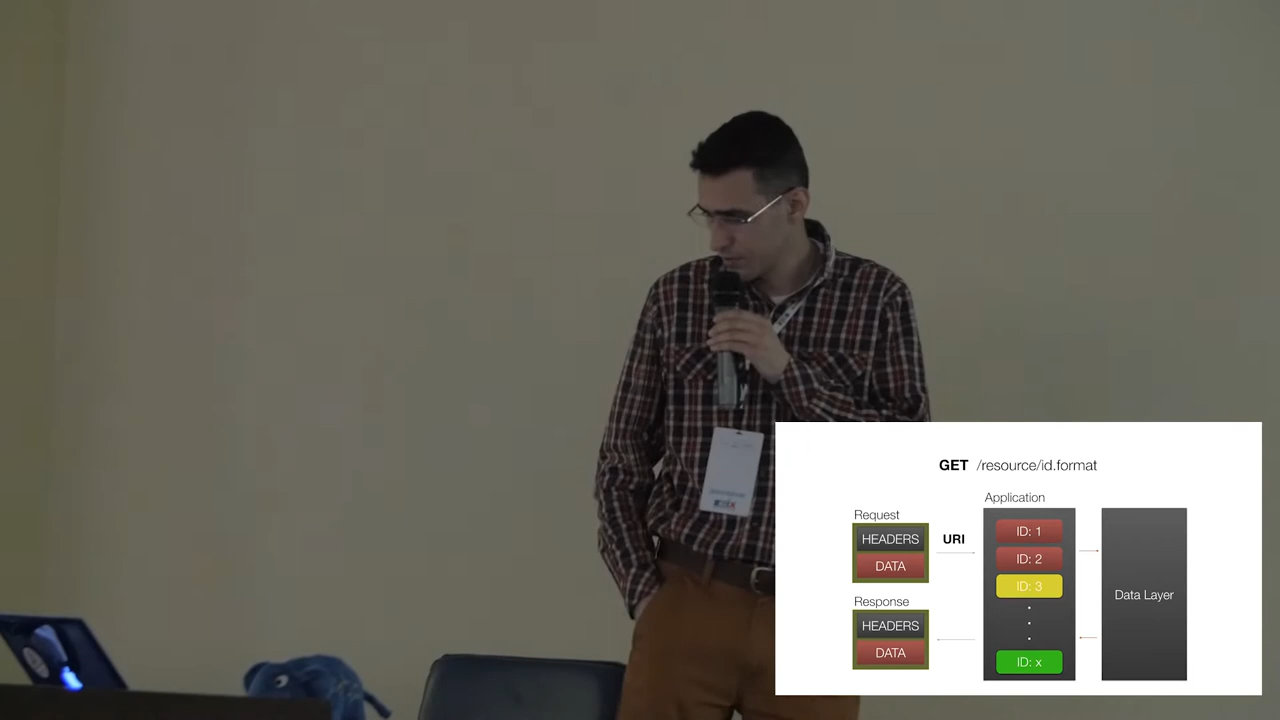 GET /resource/id.format
Application
Request
HEADERS
DATA
URI
ID: 1
ID: 2
ID: 3
ID: x
Data Layer
Response
HEADERS
DATA